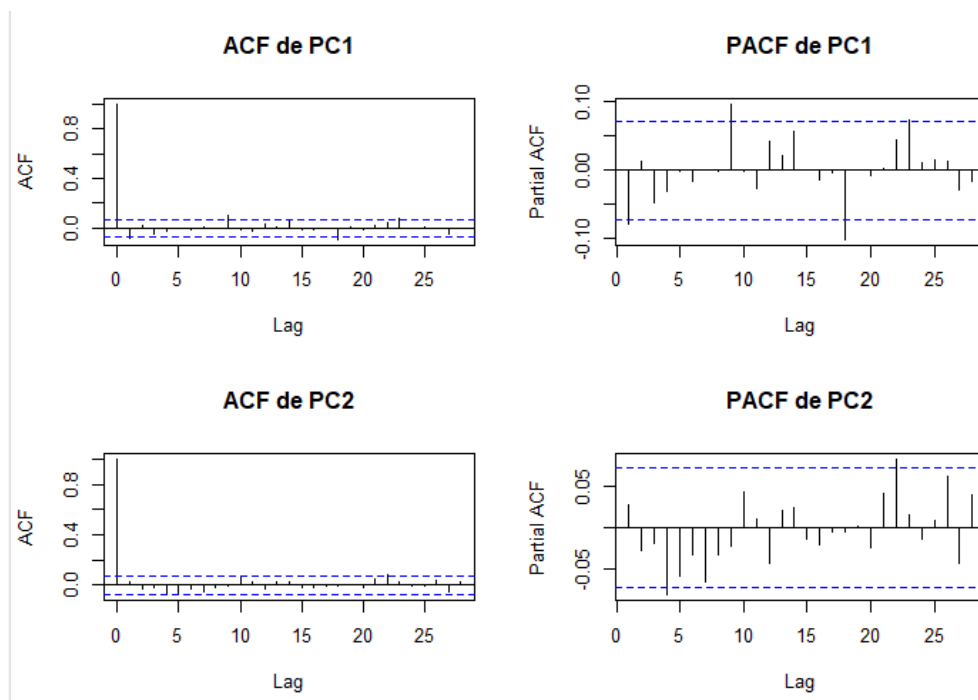 ACF de PC1
ACF
0.0 0.4 0.8
0 5 10 15 20 25
Lag
PACF de PC1
Partial ACF
-0.10 0.00 0.10
0 5 10 15 20 25
Lag
ACF de PC2
ACF
0.0 0.4 0.8
0 5 10 15 20 25
Lag
PACF de PC2
Partial ACF
-0.05 0.05
0 5 10 15 20 25
Lag